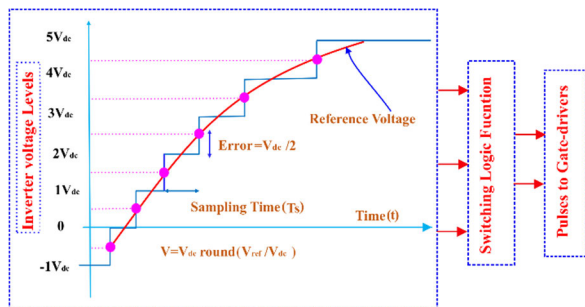 Inverter voltage Levels
5Vdc
4Vdc
3Vdc
2Vdc
1Vdc
0
-1Vdc
Reference Voltage
Error=Vdc/2
Sampling Time(Ts)
Time(t)
V=Vdc round(Vref/Vdc)
Switching Logic Fucntion
Pulses to Gate-drivers